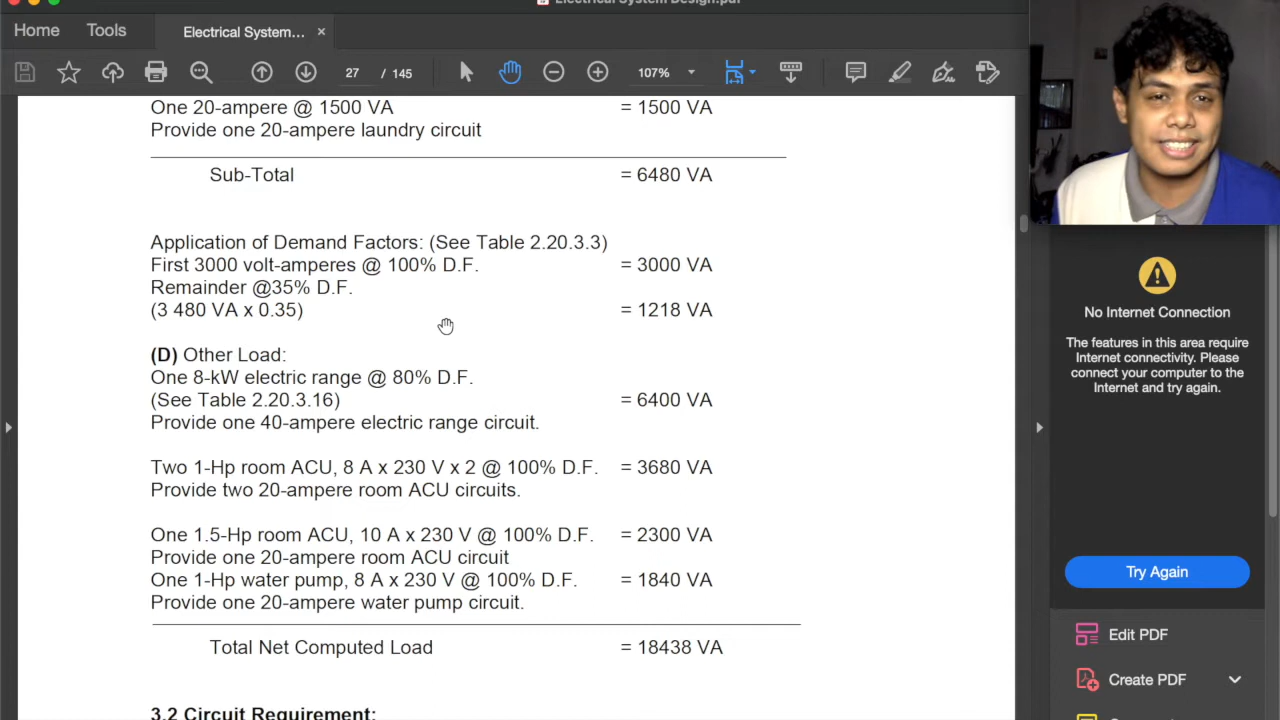 Electrical System Design.pdf
Home
Tools
Electrical System...
×
27 / 145
107%
One 20-ampere @ 1500 VA = 1500 VA
Provide one 20-ampere laundry circuit
Sub-Total = 6480 VA
Application of Demand Factors: (See Table 2.20.3.3)
First 3000 volt-amperes @ 100% D.F. = 3000 VA
Remainder @35% D.F.
(3 480 VA x 0.35) = 1218 VA
(D) Other Load:
One 8-kW electric range @ 80% D.F.
(See Table 2.20.3.16) = 6400 VA
Provide one 40-ampere electric range circuit.
Two 1-Hp room ACU, 8 A x 230 V x 2 @ 100% D.F. = 3680 VA
Provide two 20-ampere room ACU circuits.
One 1.5-Hp room ACU, 10 A x 230 V @ 100% D.F. = 2300 VA
Provide one 20-ampere room ACU circuit
One 1-Hp water pump, 8 A x 230 V @ 100% D.F. = 1840 VA
Provide one 20-ampere water pump circuit.
Total Net Computed Load = 18438 VA
3.2 Circuit Requirement:
No Internet Connection
The features in this area require
Internet connectivity. Please
connect your computer to the
Internet and try again.
Try Again
Edit PDF
Create PDF